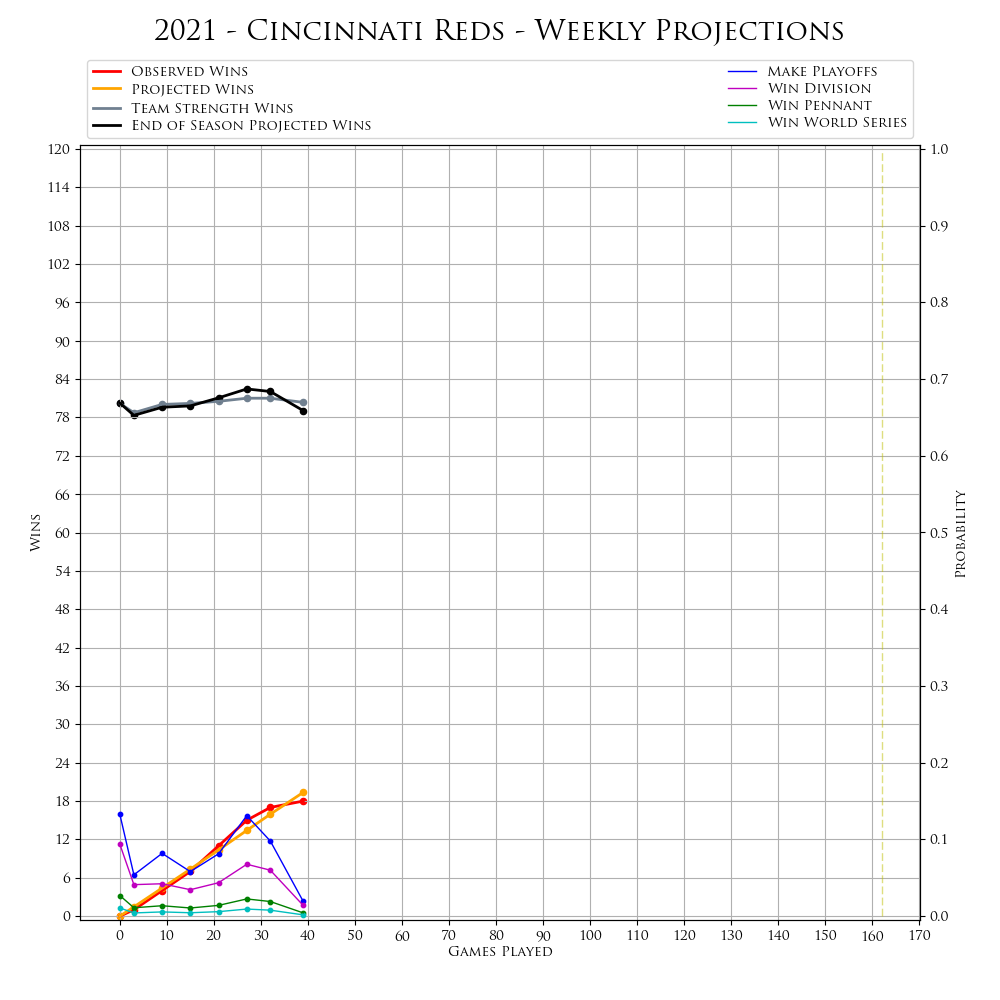 2021 - Cincinnati Reds - Weekly Projections
Observed Wins
Projected Wins
Team Strength Wins
End of Season Projected Wins
Make Playoffs
Win Division
Win Pennant
Win World Series
120
114
108
102
96
90
84
78
72
66
60
54
48
42
36
30
24
18
12
6
0
Wins
1.0
0.9
0.8
0.7
0.6
0.5
0.4
0.3
0.2
0.1
0.0
Probability
0 10 20 30 40 50 60 70 80 90 100 110 120 130 140 150 160 170
Games Played